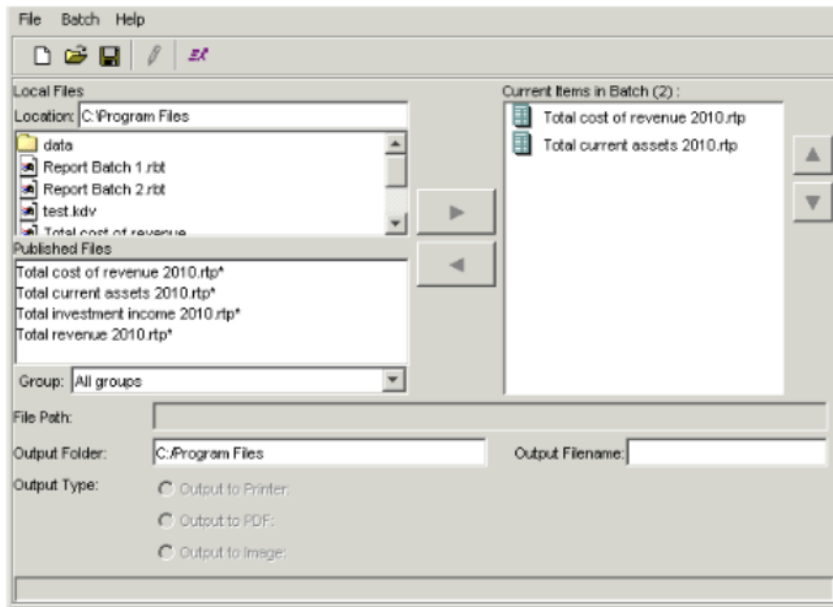 File Batch Help
Local Files
Location: C:\Program Files
data
Report Batch 1.rbt
Report Batch 2.rbt
test.kdv
Total cost of revenue
Published Files
Total cost of revenue 2010.rtp*
Total current assets 2010.rtp*
Total investment income 2010.rtp*
Total revenue 2010.rtp*
Group: All groups
Current Items in Batch (2) :
Total cost of revenue 2010.rtp
Total current assets 2010.rtp
File Path:
Output Folder: C:/Program Files
Output Filename:
Output Type:
Output to Printer:
Output to PDF:
Output to Image: